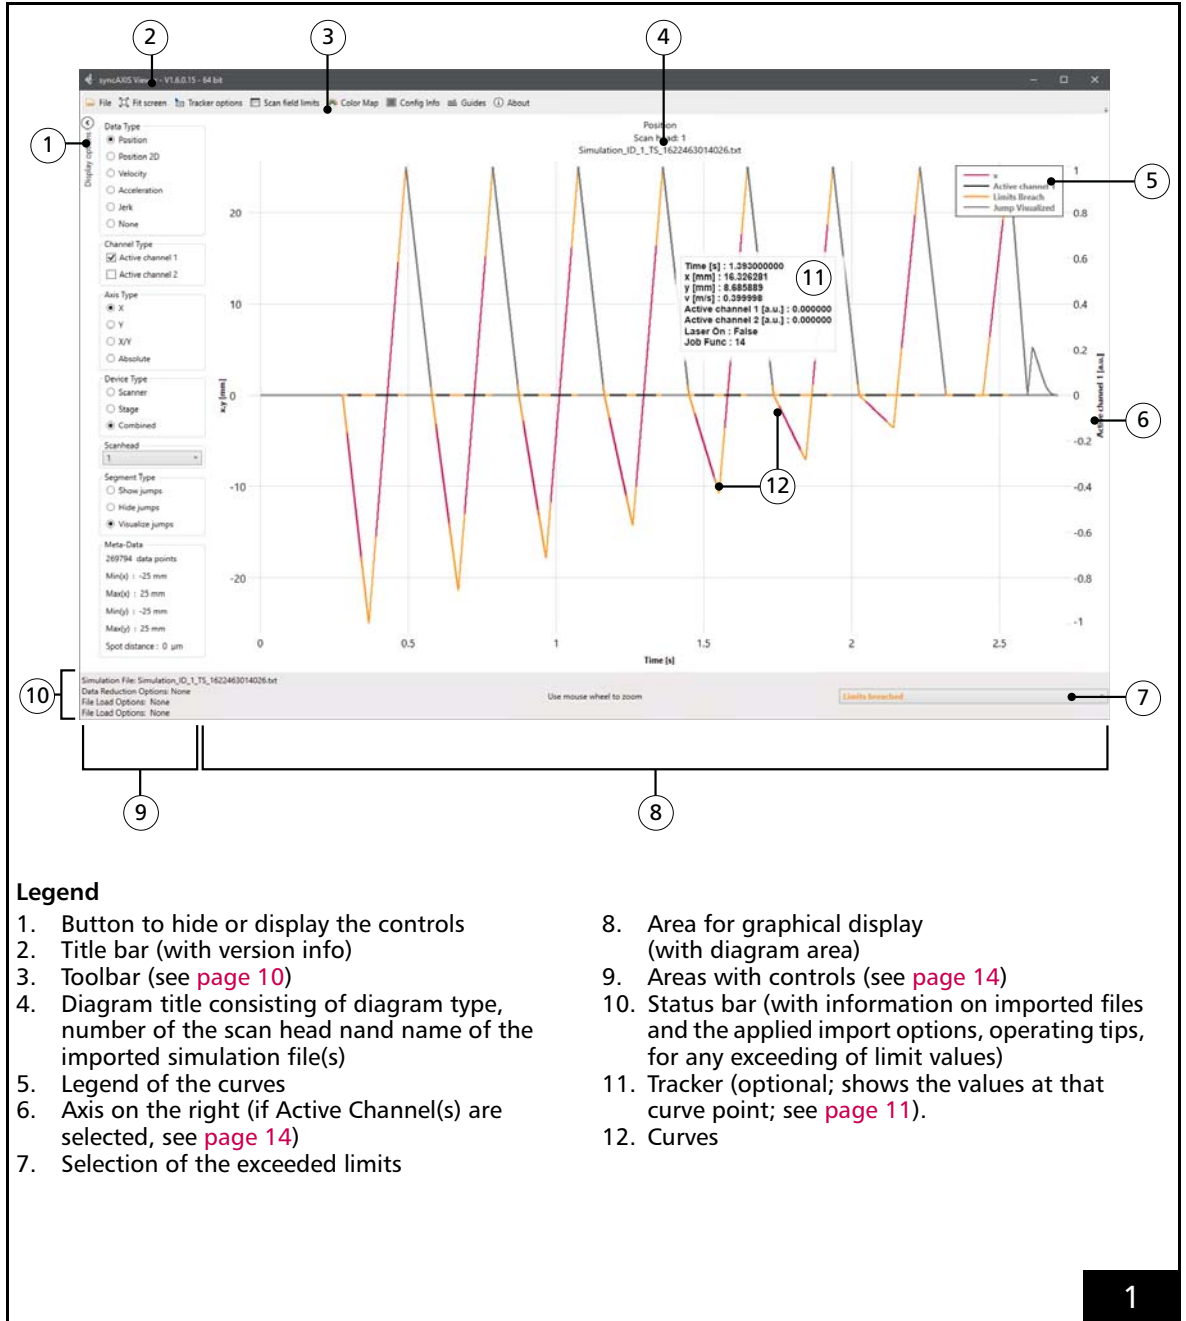 2
3
4
syncAXIS Viewer - V1.6.0.15 - 64 bit
File Fit screen Tracker options Scan field limits Color Map Config Info Guides About
1
Display options
Data Type
Position
Position 2D
Velocity
Acceleration
Jerk
None
Channel Type
Active channel 1
Active channel 2
Axis Type
X
Y
X/Y
Absolute
Device Type
Scanner
Stage
Combined
Scanhead
1
Segment Type
Show jumps
Hide jumps
Visualize jumps
Meta-Data
269794 data points
Min(x) : -25 mm
Max(x) : 25 mm
Min(y) : -25 mm
Max(y) : 25 mm
Spot distance : 0 µm
Position
Scan head: 1
Simulation_ID_1_TS_1622463014026.txt
x
Active channel 1
Limits Breach
Jump Visualized
5
20
10
0
-10
-20
x,y [mm]
Time [s] : 1.393000000
x [mm] : 16.326281
y [mm] : 8.685889
v [m/s] : 0.399998
Active channel 1 [a.u.] : 0.000000
Active channel 2 [a.u.] : 0.000000
Laser On : False
Job Func : 14
11
12
1
0.8
0.6
0.4
0.2
0
-0.2
-0.4
-0.6
-0.8
-1
Active channel 1 [a.u.]
6
0
0.5
1
1.5
2
2.5
Time [s]
10
Simulation File: Simulation_ID_1_TS_1622463014026.txt
Data Reduction Options: None
File Load Options: None
File Load Options: None
Use mouse wheel to zoom
Limits breached
7
9
8
Legend
1. Button to hide or display the controls
2. Title bar (with version info)
3. Toolbar (see page 10)
4. Diagram title consisting of diagram type,
number of the scan head nand name of the
imported simulation file(s)
5. Legend of the curves
6. Axis on the right (if Active Channel(s) are
selected, see page 14)
7. Selection of the exceeded limits
8. Area for graphical display
(with diagram area)
9. Areas with controls (see page 14)
10. Status bar (with information on imported files
and the applied import options, operating tips,
for any exceeding of limit values)
11. Tracker (optional; shows the values at that
curve point; see page 11).
12. Curves
1